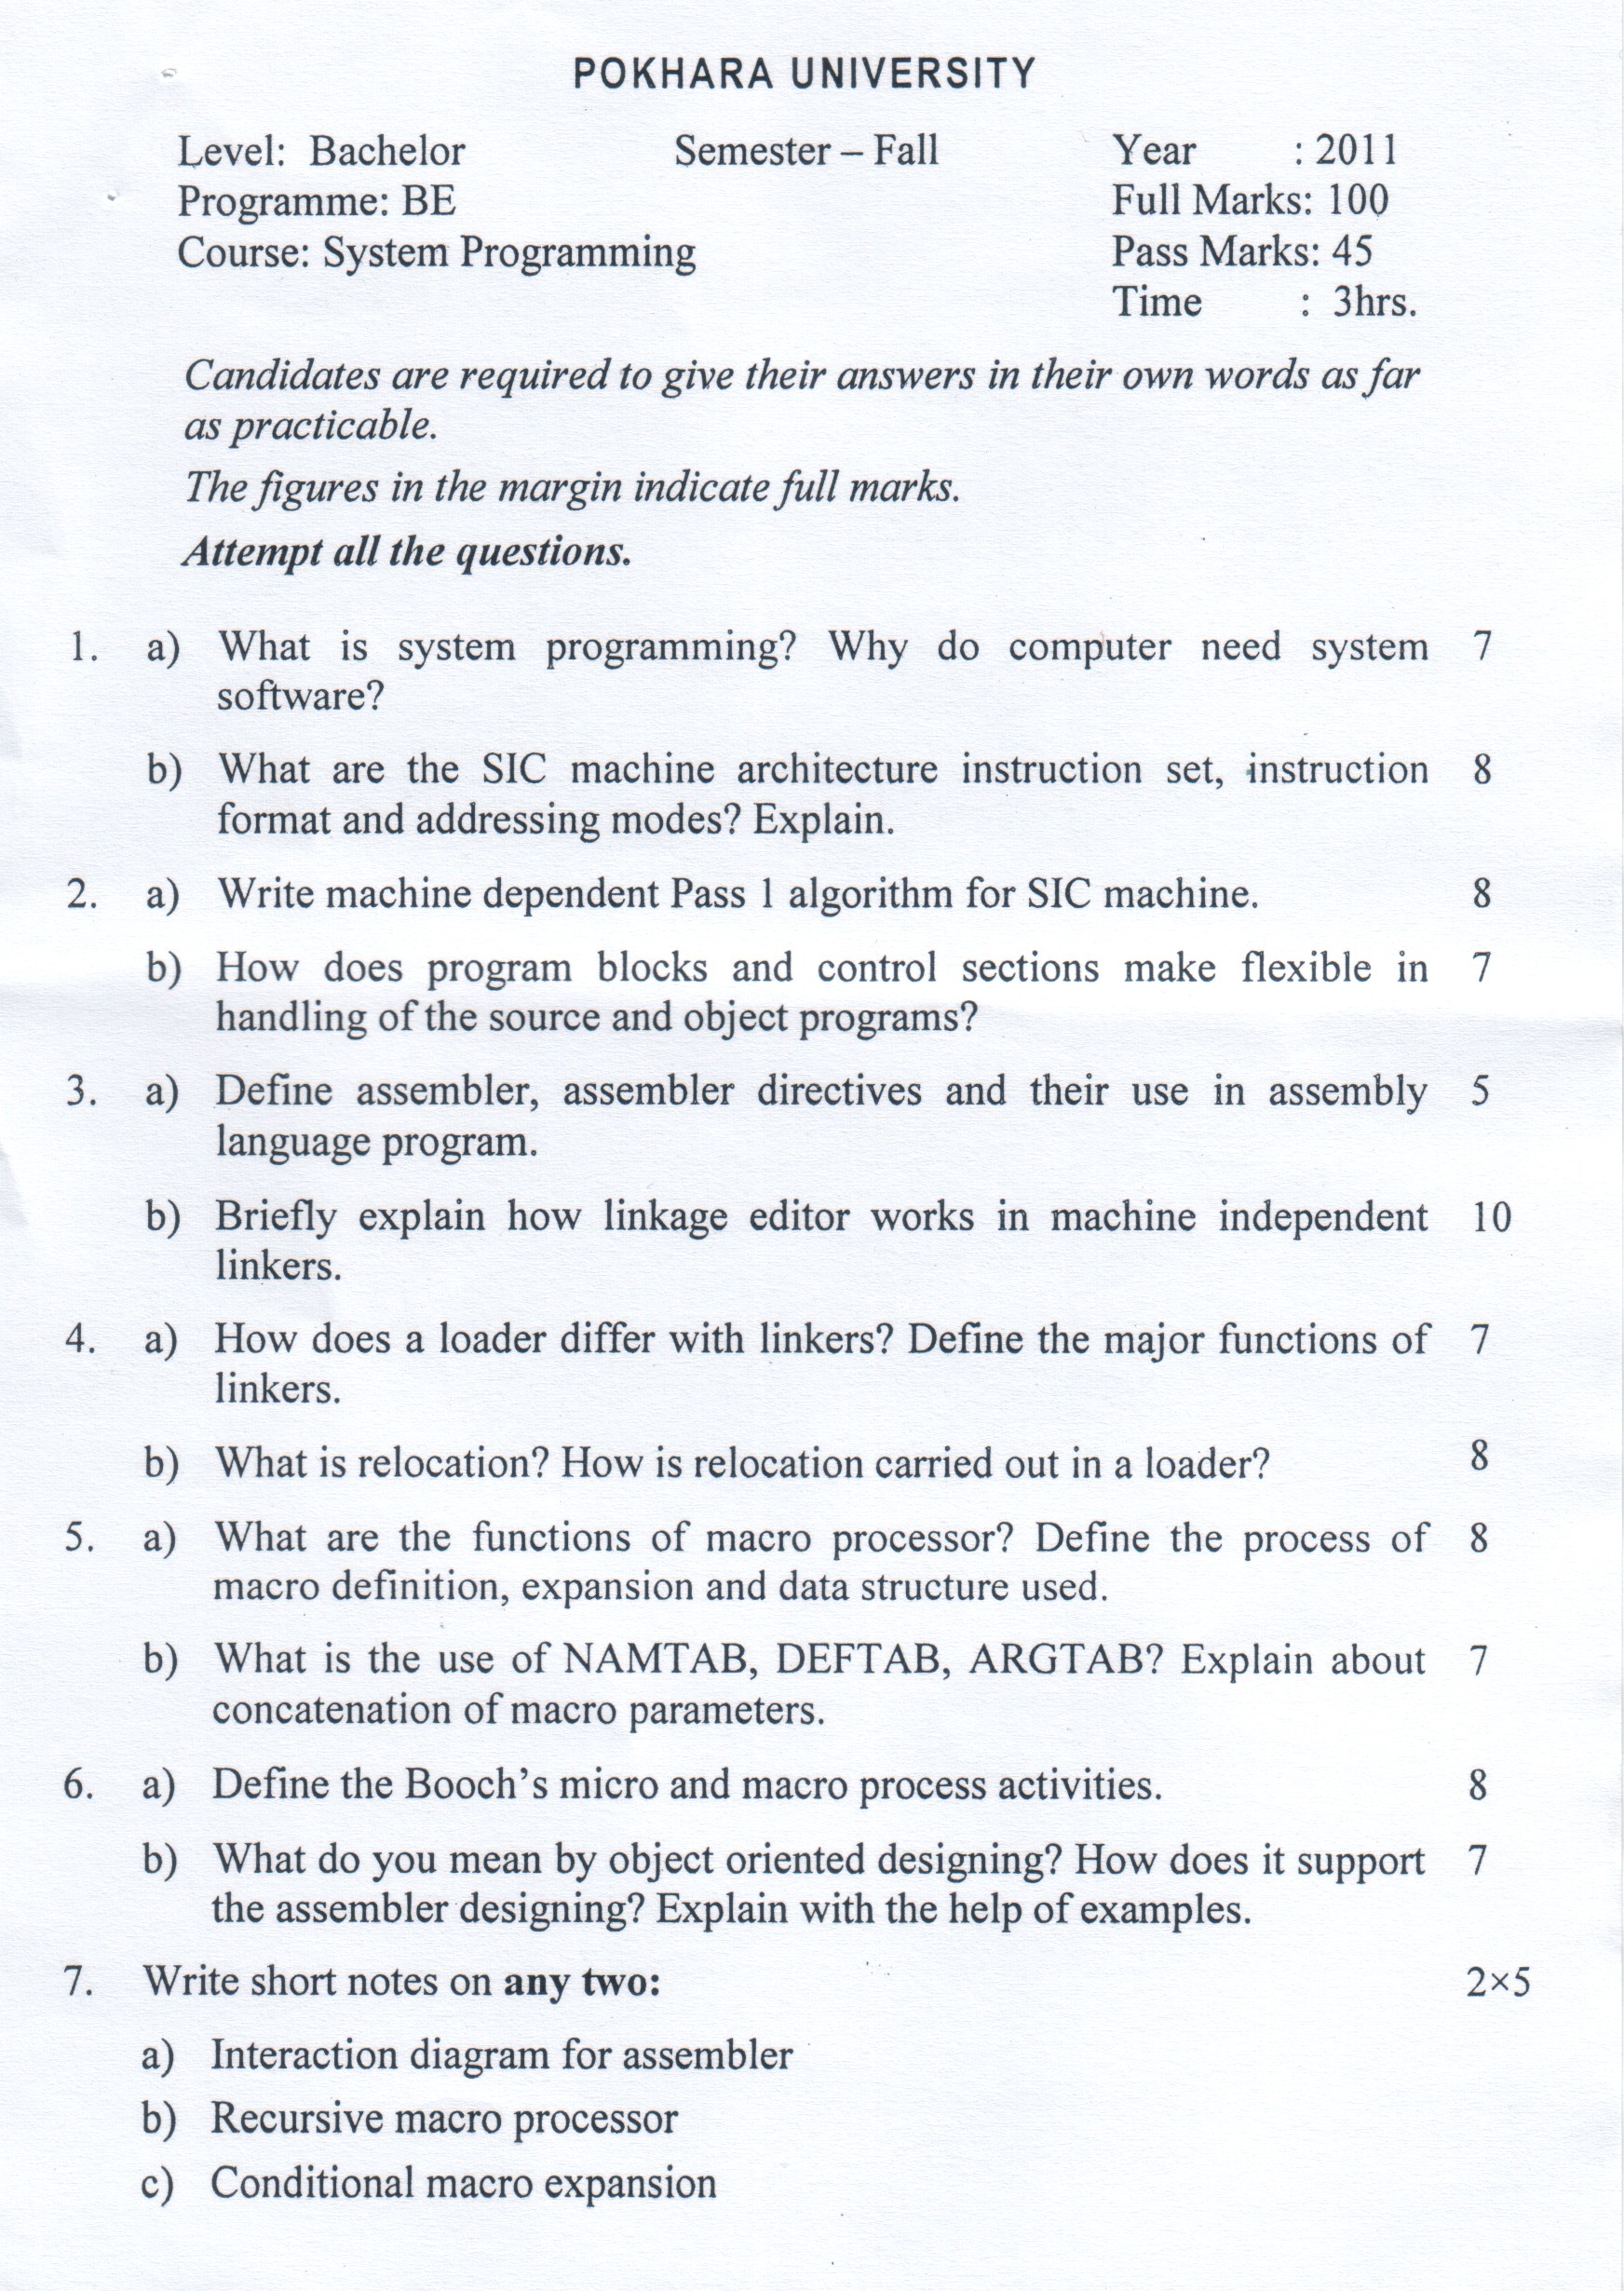 POKHARA UNIVERSITY
Level: Bachelor Semester – Fall Year : 2011
Programme: BE Full Marks: 100
Course: System Programming Pass Marks: 45
Time : 3hrs.
Candidates are required to give their answers in their own words as far
as practicable.
The figures in the margin indicate full marks.
Attempt all the questions.
1. a) What is system programming? Why do computer need system 7
software?
b) What are the SIC machine architecture instruction set, instruction 8
format and addressing modes? Explain.
2. a) Write machine dependent Pass 1 algorithm for SIC machine. 8
b) How does program blocks and control sections make flexible in 7
handling of the source and object programs?
3. a) Define assembler, assembler directives and their use in assembly 5
language program.
b) Briefly explain how linkage editor works in machine independent 10
linkers.
4. a) How does a loader differ with linkers? Define the major functions of 7
linkers.
b) What is relocation? How is relocation carried out in a loader? 8
5. a) What are the functions of macro processor? Define the process of 8
macro definition, expansion and data structure used.
b) What is the use of NAMTAB, DEFTAB, ARGTAB? Explain about 7
concatenation of macro parameters.
6. a) Define the Booch's micro and macro process activities. 8
b) What do you mean by object oriented designing? How does it support 7
the assembler designing? Explain with the help of examples.
7. Write short notes on any two: 2×5
a) Interaction diagram for assembler
b) Recursive macro processor
c) Conditional macro expansion